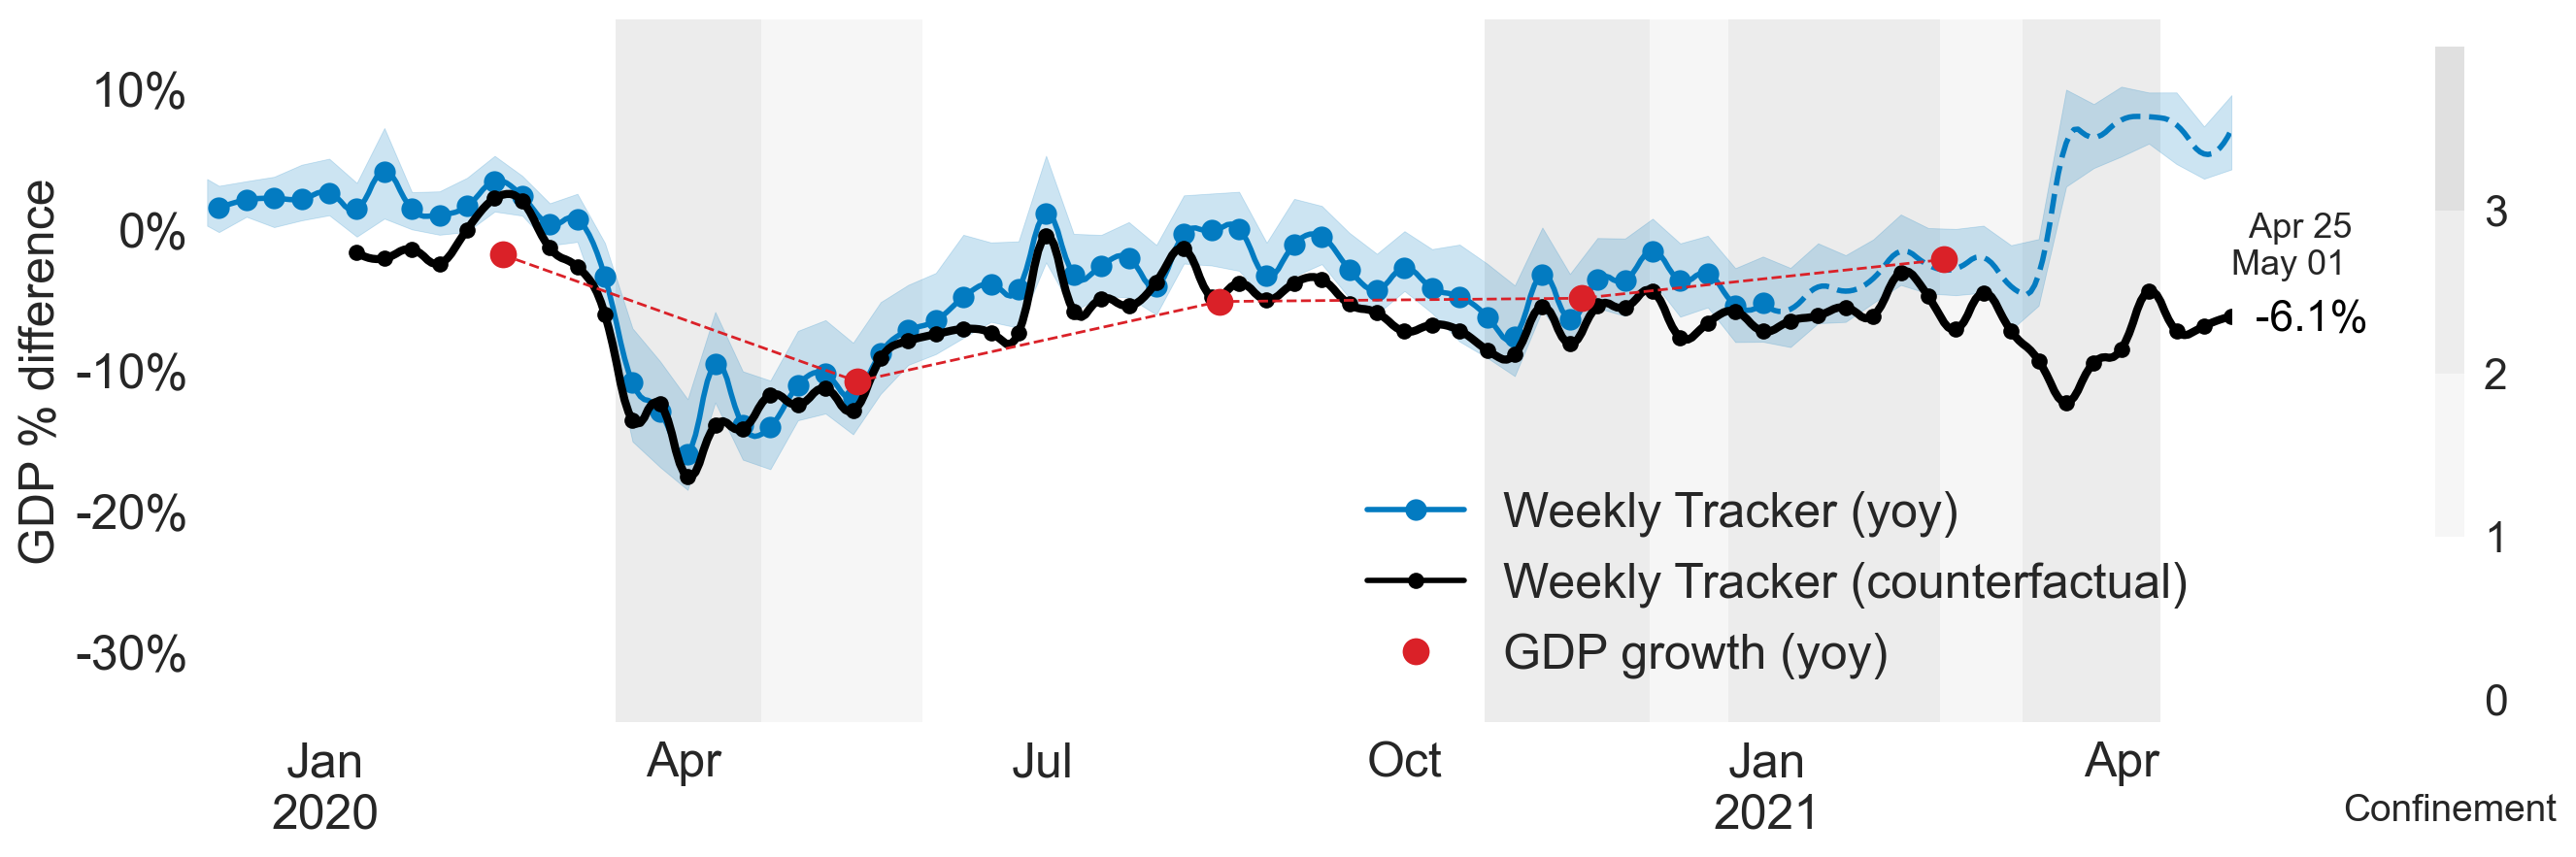 GDP % difference
10%
0%
-10%
-20%
-30%
Jan
2020
Apr
Jul
Oct
Jan
2021
Apr
Weekly Tracker (yoy)
Weekly Tracker (counterfactual)
GDP growth (yoy)
Apr 25
May 01
-6.1%
3
2
1
0
Confinement